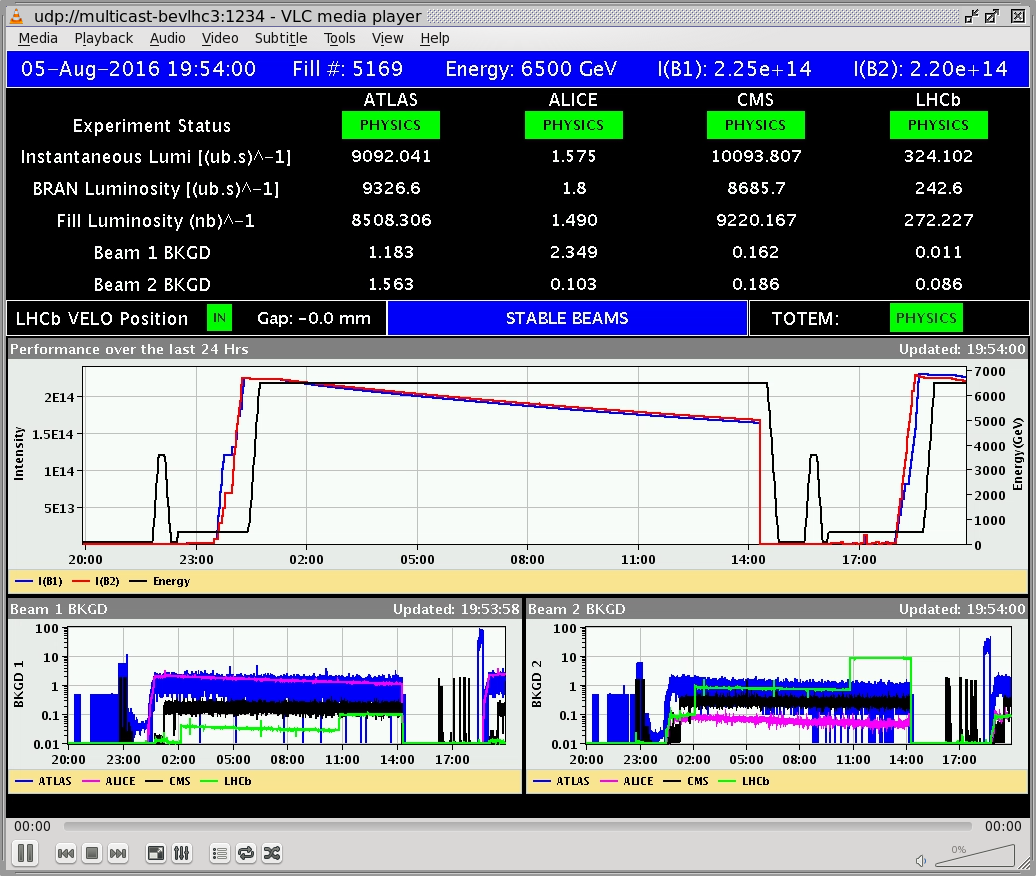 udp://multicast-bevlhc3:1234 - VLC media player
Media Playback Audio Video Subtitle Tools View Help
05-Aug-2016 19:54:00 Fill #: 5169 Energy: 6500 GeV I(B1): 2.25e+14 I(B2): 2.20e+14
ATLAS ALICE CMS LHCb
Experiment Status PHYSICS PHYSICS PHYSICS PHYSICS
Instantaneous Lumi [(ub.s)^-1] 9092.041 1.575 10093.807 324.102
BRAN Luminosity [(ub.s)^-1] 9326.6 1.8 8685.7 242.6
Fill Luminosity (nb)^-1 8508.306 1.490 9220.167 272.227
Beam 1 BKGD 1.183 2.349 0.162 0.011
Beam 2 BKGD 1.563 0.103 0.186 0.086
LHCb VELO Position IN Gap: -0.0 mm STABLE BEAMS TOTEM: PHYSICS
Performance over the last 24 Hrs Updated: 19:54:00
Intensity
2E14
1.5E14
1E14
5E13
7000
6000
5000
4000
3000
2000
1000
0
Energy(GeV)
20:00 23:00 02:00 05:00 08:00 11:00 14:00 17:00
I(B1) I(B2) Energy
Beam 1 BKGD Updated: 19:53:58
BKGD 1
100
10
1
0.1
0.01
20:00 23:00 02:00 05:00 08:00 11:00 14:00 17:00
ATLAS ALICE CMS LHCb
Beam 2 BKGD Updated: 19:54:00
BKGD 2
100
10
1
0.1
0.01
20:00 23:00 02:00 05:00 08:00 11:00 14:00 17:00
ATLAS ALICE CMS LHCb
00:00 00:00
0%